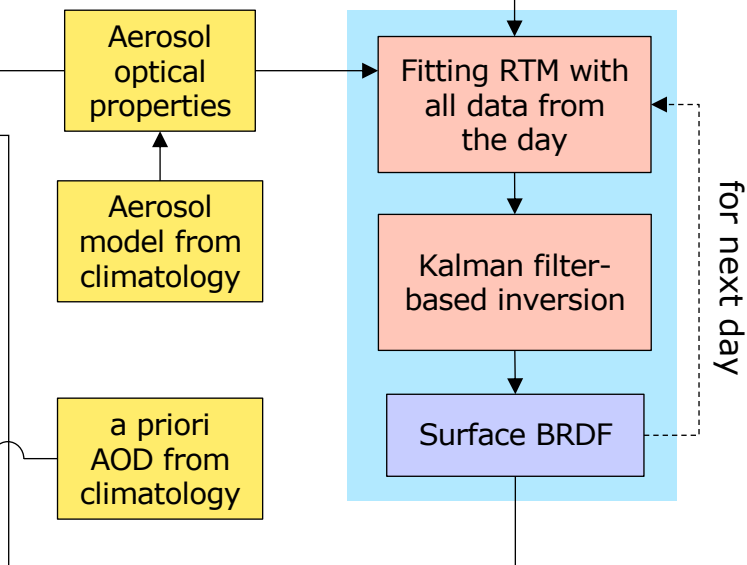 Aerosol
optical
properties
Aerosol
model from
climatology
a priori
AOD from
climatology
Fitting RTM with
all data from
the day
Kalman filter-
based inversion
Surface BRDF
for next day